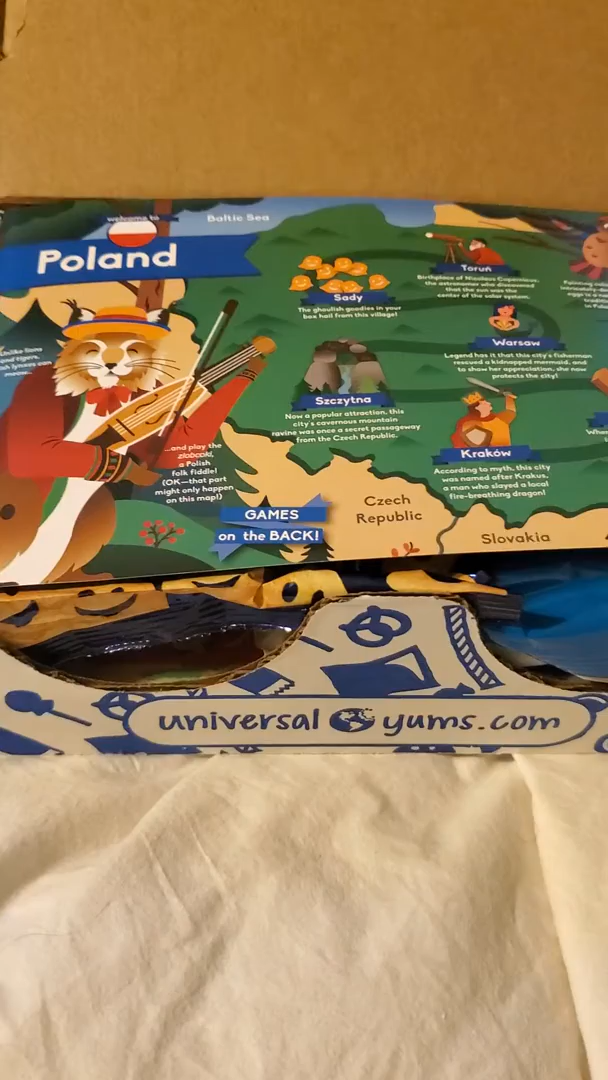 welcome to
Poland
Baltic Sea
Sady
The ghoulish goodies in your
box hail from this village!
Toruń
Birthplace of Nicolaus Copernicus,
the astronomer who discovered
that the sun was the
center of the solar system.
Warsaw
Legend has it that this city's fisherman
rescued a kidnapped mermaid, and
to show her appreciation, she now
protects the city!
Szczytna
Now a popular attraction, this
city's cavernous mountain
ravine was once a secret passageway
from the Czech Republic.
Kraków
According to myth, this city
was named after Krakus,
a man who slayed a local
fire-breathing dragon!
...and play the
złobcoki,
a Polish
folk fiddle!
(OK—that part
might only happen
on this map!)
GAMES
on the BACK!
Czech
Republic
Slovakia
universal yums.com